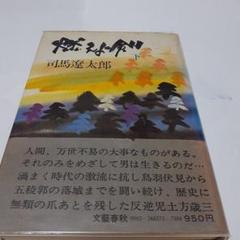 燃えよ剣
司馬遼太郎
人間、万世不易の大事なものがある。
それのみをめざして男は生きるのだ…
渦まく時代の激流に抗し鳥羽伏見から
五稜郭の落城までを闘い続け、歴史に
無類の爪あとを残した反逆児土方歳三
文藝春秋
950円